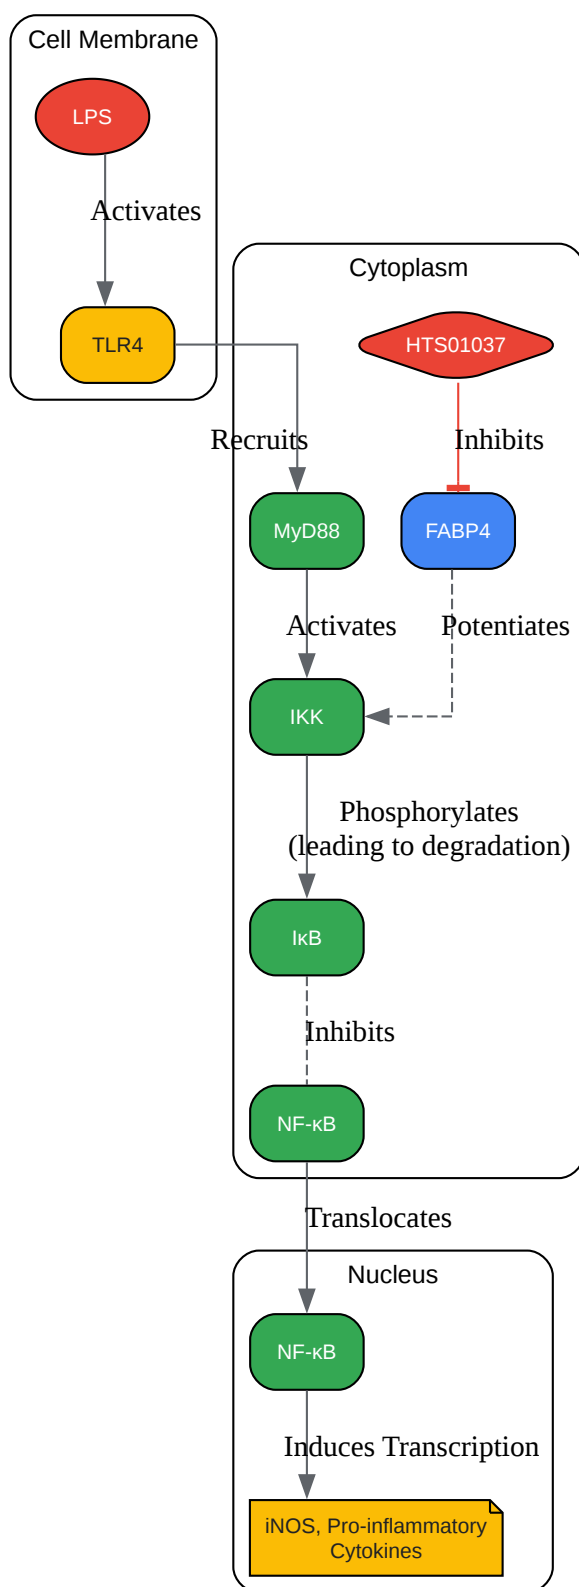 Cell Membrane
LPS
Activates
TLR4
Cytoplasm
HTS01037
Recruits
Inhibits
MyD88
FABP4
Activates
Potentiates
IKK
Phosphorylates
(leading to degradation)
IκB
Inhibits
NF-κB
Translocates
Nucleus
NF-κB
Induces Transcription
iNOS, Pro-inflammatory
Cytokines